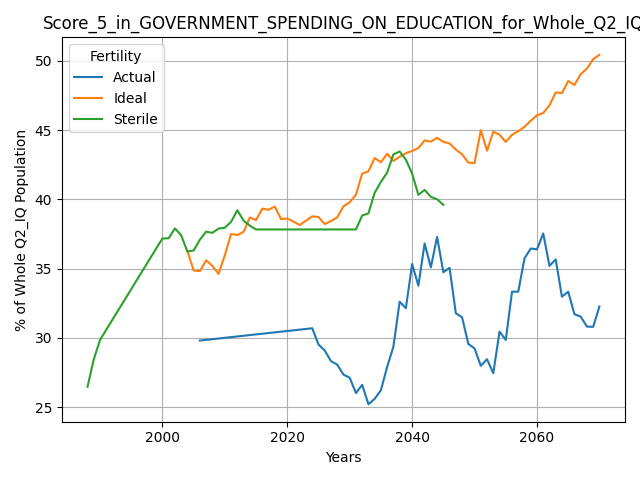 Score_5_in_GOVERNMENT_SPENDING_ON_EDUCATION_for_Whole_Q2_IQ
Fertility
Actual
Ideal
Sterile
% of Whole Q2_IQ Population
50
45
40
35
30
25
2000
2020
2040
2060
Years